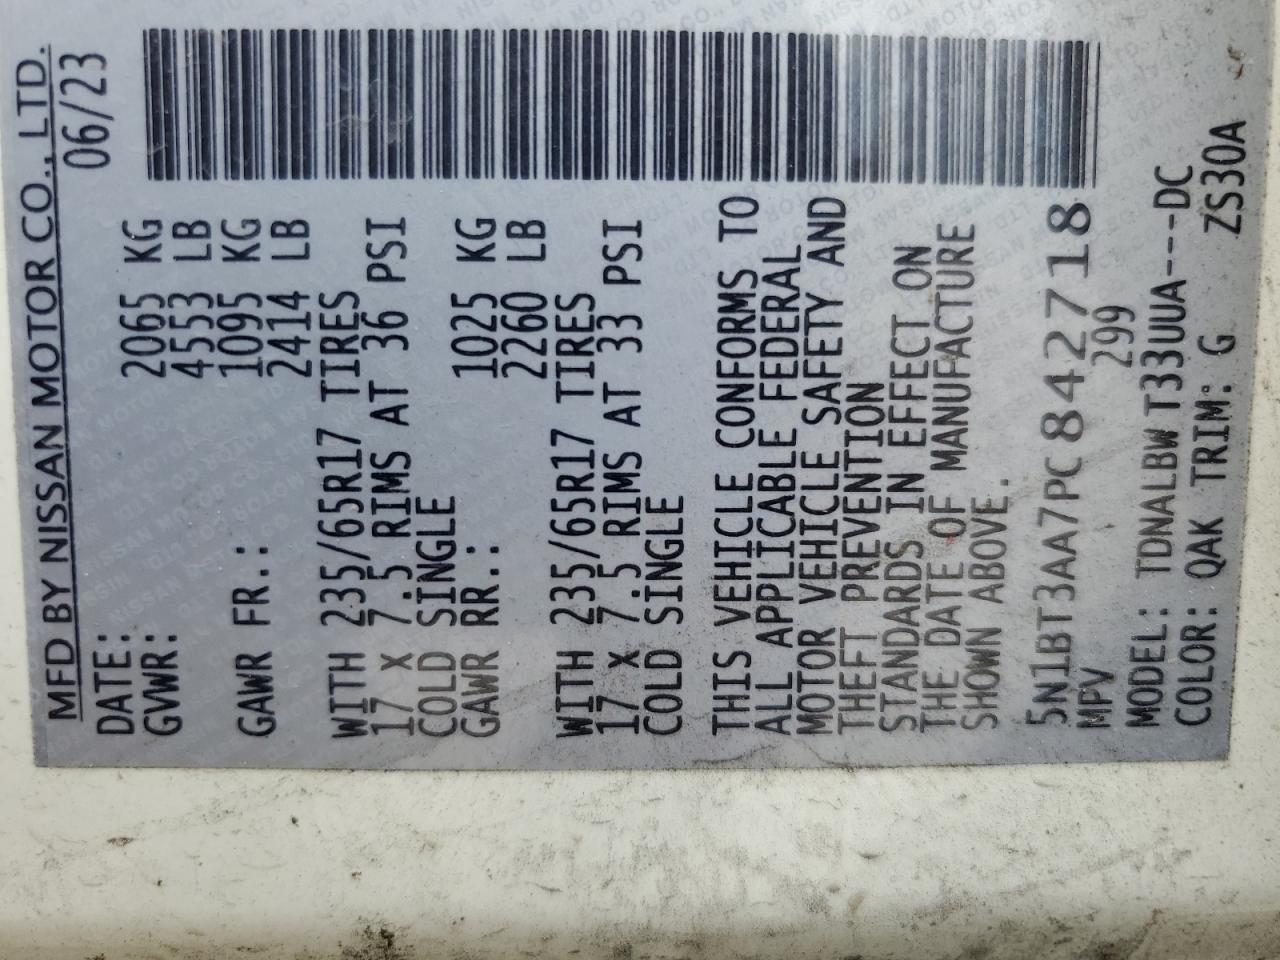 MFD BY NISSAN MOTOR CO., LTD.
DATE: 06/23
GVWR: 2065 KG
4553 LB
GAWR FR.: 1095 KG
2414 LB
WITH 235/65R17 TIRES
17 X 7.5 RIMS AT 36 PSI
COLD SINGLE
GAWR RR.: 1025 KG
2260 LB
WITH 235/65R17 TIRES
17 X 7.5 RIMS AT 33 PSI
COLD SINGLE
THIS VEHICLE CONFORMS TO
ALL APPLICABLE FEDERAL
MOTOR VEHICLE SAFETY AND
THEFT PREVENTION
STANDARDS IN EFFECT ON
THE DATE OF MANUFACTURE
SHOWN ABOVE.
5N1BT3AA7PC842718
MPV 299
MODEL: TDNALBW T33UUA---DC
COLOR: QAK TRIM: G ZS30A